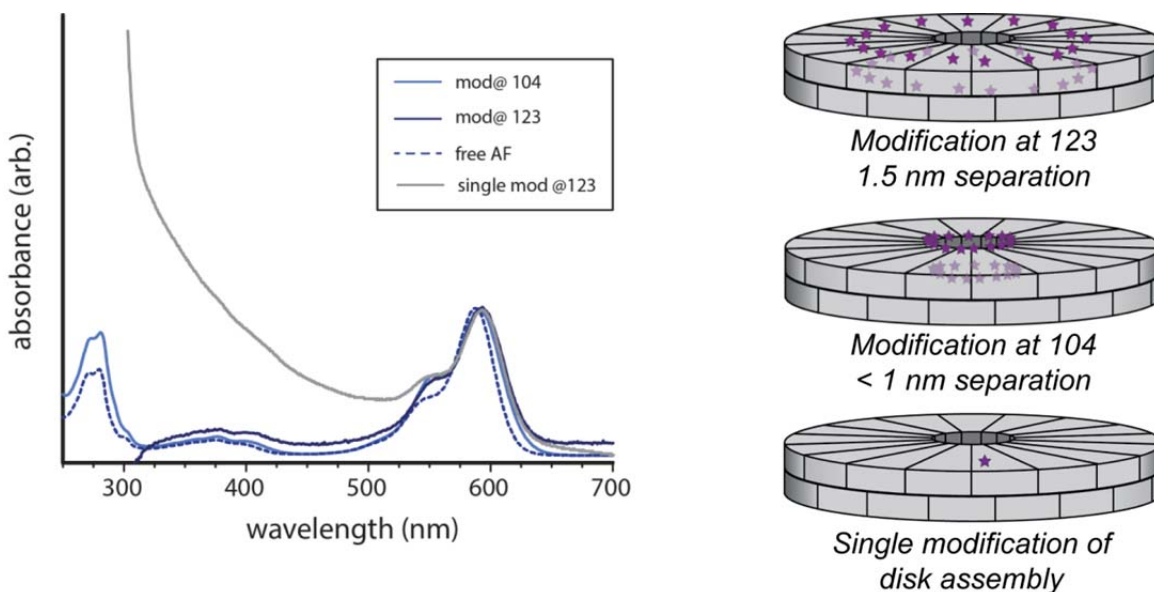 absorbance (arb.)
mod@ 104
mod@ 123
free AF
single mod @123
300
400
500
600
700
wavelength (nm)
Modification at 123
1.5 nm separation
Modification at 104
< 1 nm separation
Single modification of
disk assembly